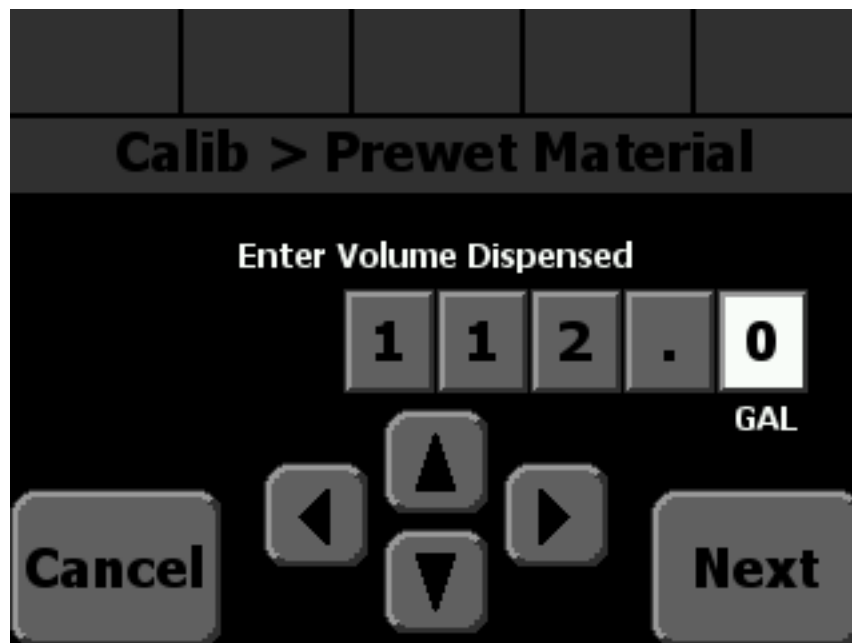 Calib > Prewet Material
Enter Volume Dispensed
112.0
GAL
Cancel
Next